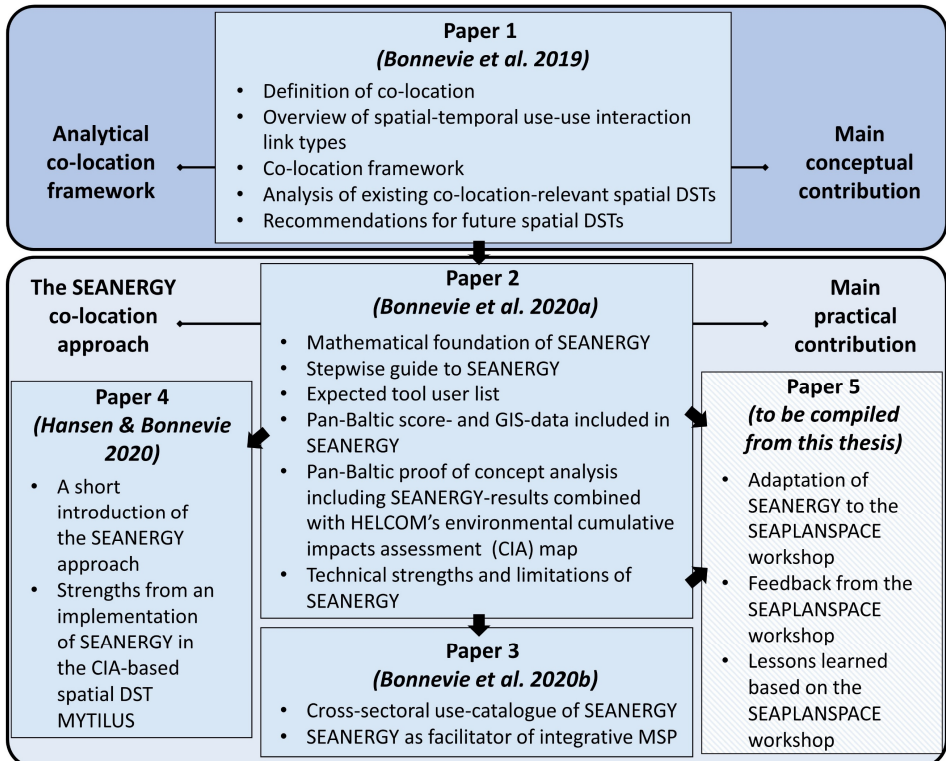 Paper 1
(Bonnevie et al. 2019)
• Definition of co-location
• Overview of spatial-temporal use-use interaction
link types
• Co-location framework
• Analysis of existing co-location-relevant spatial DSTs
• Recommendations for future spatial DSTs
Analytical
co-location
framework
Main
conceptual
contribution
The SEANERGY
co-location
approach
Paper 2
(Bonnevie et al. 2020a)
• Mathematical foundation of SEANERGY
• Stepwise guide to SEANERGY
• Expected tool user list
• Pan-Baltic score- and GIS-data included in
SEANERGY
• Pan-Baltic proof of concept analysis
including SEANERGY-results combined
with HELCOM’s environmental cumulative
impacts assessment (CIA) map
• Technical strengths and limitations of
SEANERGY
Main
practical
contribution
Paper 4
(Hansen & Bonnevie
2020)
• A short
introduction of
the SEANERGY
approach
• Strengths from an
implementation
of SEANERGY in
the CIA-based
spatial DST
MYTILUS
Paper 5
(to be compiled
from this thesis)
• Adaptation of
SEANERGY to the
SEAPLANSPACE
workshop
• Feedback from the
SEAPLANSPACE
workshop
• Lessons learned
based on the
SEAPLANSPACE
workshop
Paper 3
(Bonnevie et al. 2020b)
• Cross-sectoral use-catalogue of SEANERGY
• SEANERGY as facilitator of integrative MSP